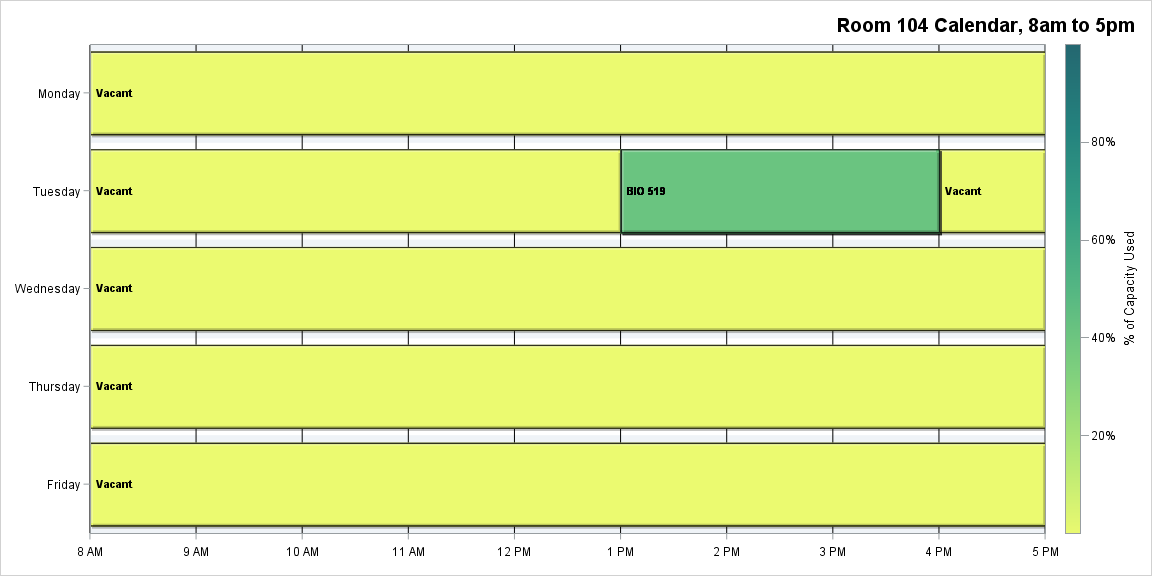 Room 104 Calendar, 8am to 5pm
Monday
Vacant
Tuesday
Vacant
BIO 519
Vacant
Wednesday
Vacant
Thursday
Vacant
Friday
Vacant
8 AM
9 AM
10 AM
11 AM
12 PM
1 PM
2 PM
3 PM
4 PM
5 PM
80%
60%
40%
20%
% of Capacity Used